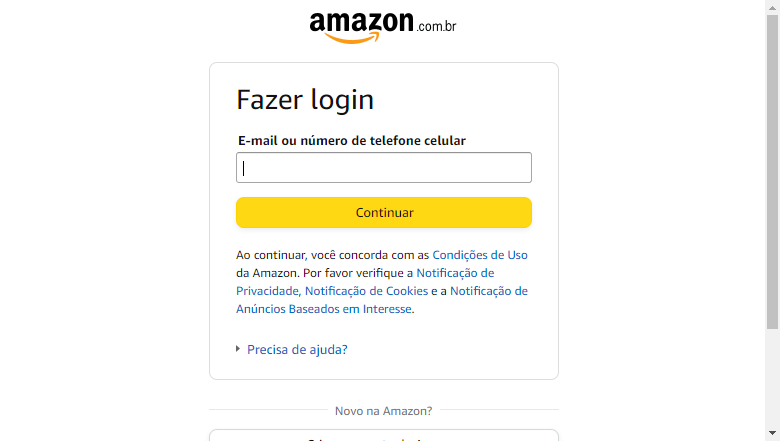 amazon.com.br
Fazer login
E-mail ou número de telefone celular
Continuar
Ao continuar, você concorda com as Condições de Uso
da Amazon. Por favor verifique a Notificação de
Privacidade, Notificação de Cookies e a Notificação de
Anúncios Baseados em Interesse.
Precisa de ajuda?
Novo na Amazon?